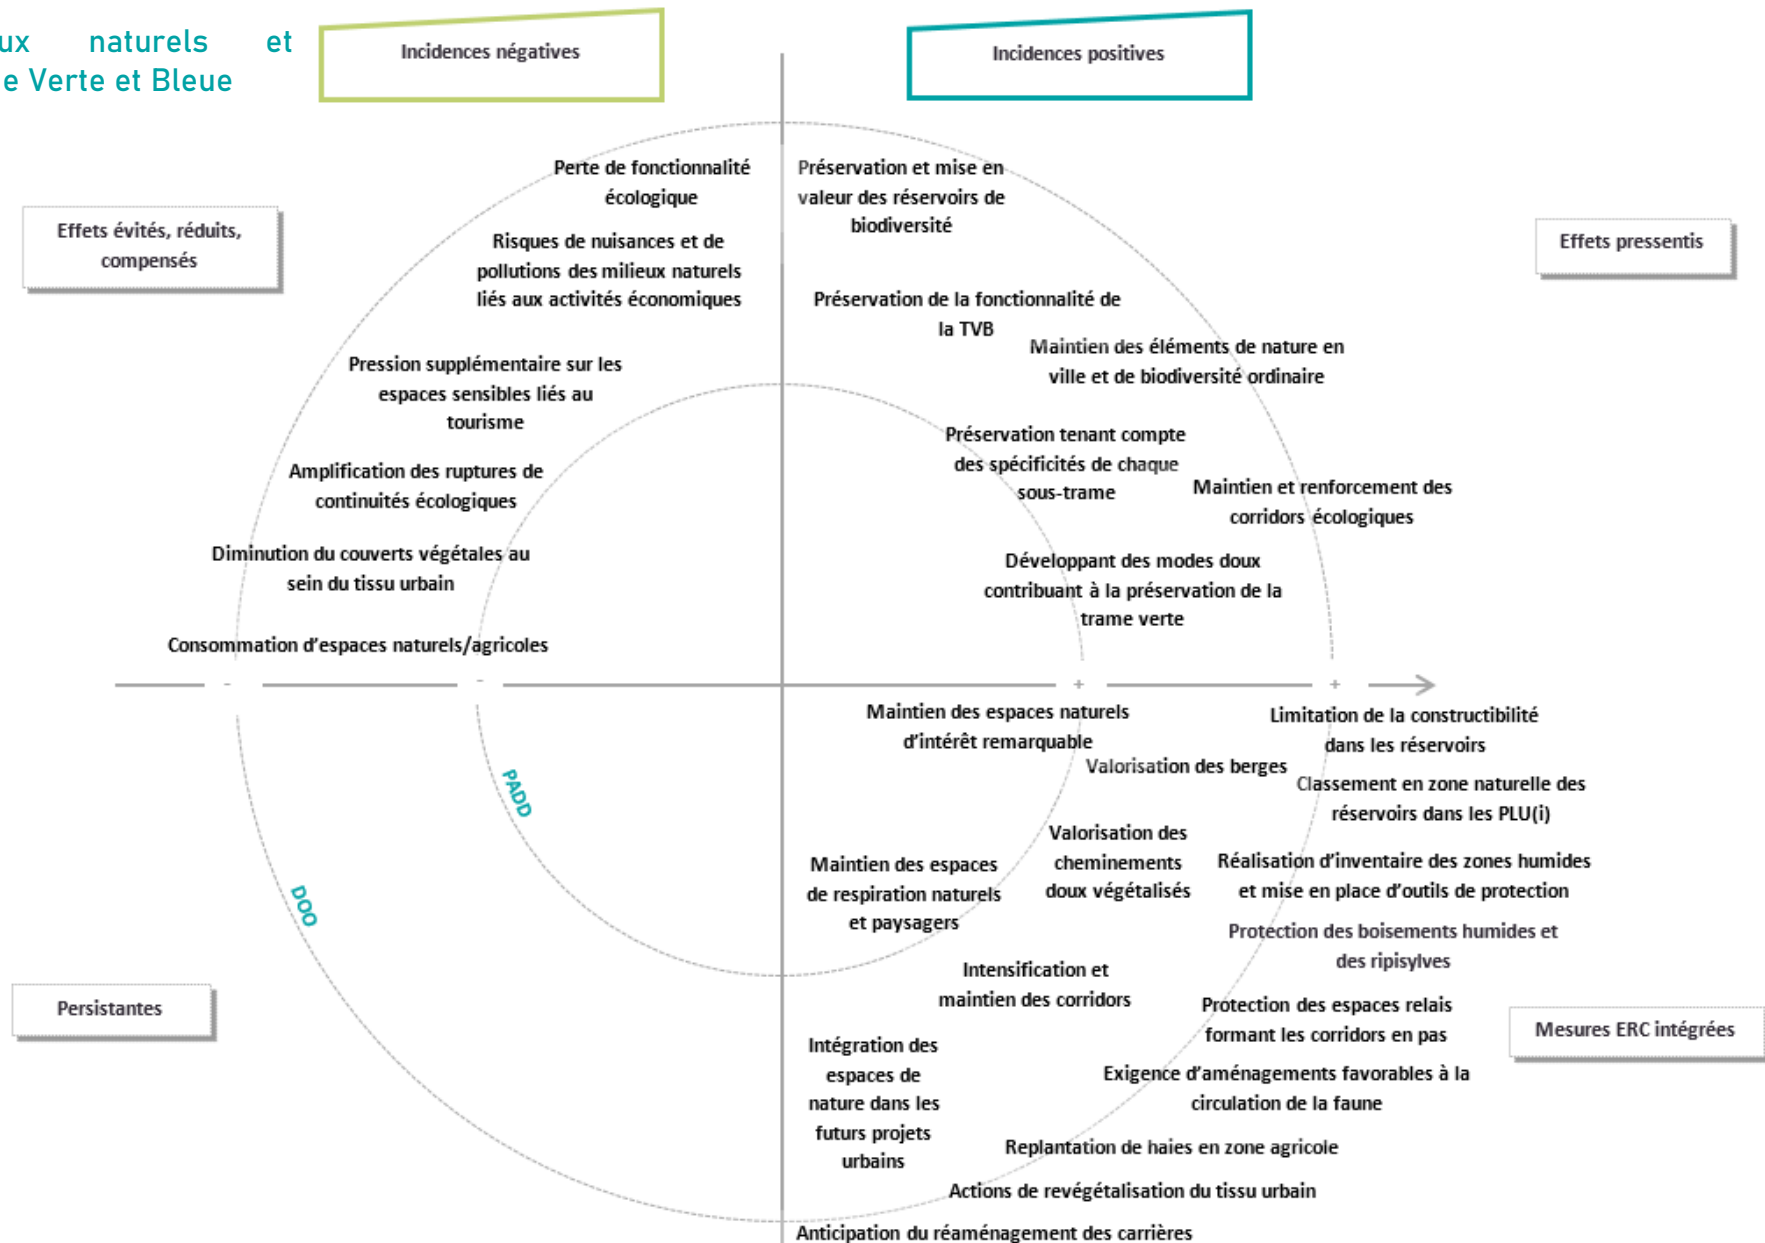 ux naturels et
e Verte et Bleue
Incidences négatives
Incidences positives
Effets évités, réduits,
compensés
Effets pressentis
Perte de fonctionnalité
écologique
Risques de nuisances et de
pollutions des milieux naturels
liés aux activités économiques
Pression supplémentaire sur les
espaces sensibles liés au
tourisme
Amplification des ruptures de
continuités écologiques
Diminution du couverts végétales au
sein du tissu urbain
Consommation d'espaces naturels/agricoles
Préservation et mise en
valeur des réservoirs de
biodiversité
Préservation de la fonctionnalité de
la TVB
Maintien des éléments de nature en
ville et de biodiversité ordinaire
Préservation tenant compte
des spécificités de chaque
sous-trame
Maintien et renforcement des
corridors écologiques
Développant des modes doux
contribuant à la préservation de la
trame verte
- - + +
PADD
DOO
Persistantes
Maintien des espaces naturels
d'intérêt remarquable
Limitation de la constructibilité
dans les réservoirs
Valorisation des berges
Classement en zone naturelle des
réservoirs dans les PLU(i)
Valorisation des
cheminements
doux végétalisés
Maintien des espaces
de respiration naturels
et paysagers
Réalisation d'inventaire des zones humides
et mise en place d'outils de protection
Protection des boisements humides et
des ripisylves
Intensification et
maintien des corridors
Protection des espaces relais
formant les corridors en pas
Mesures ERC intégrées
Intégration des
espaces de
nature dans les
futurs projets
urbains
Exigence d'aménagements favorables à la
circulation de la faune
Replantation de haies en zone agricole
Actions de revégétalisation du tissu urbain
Anticipation du réaménagement des carrières